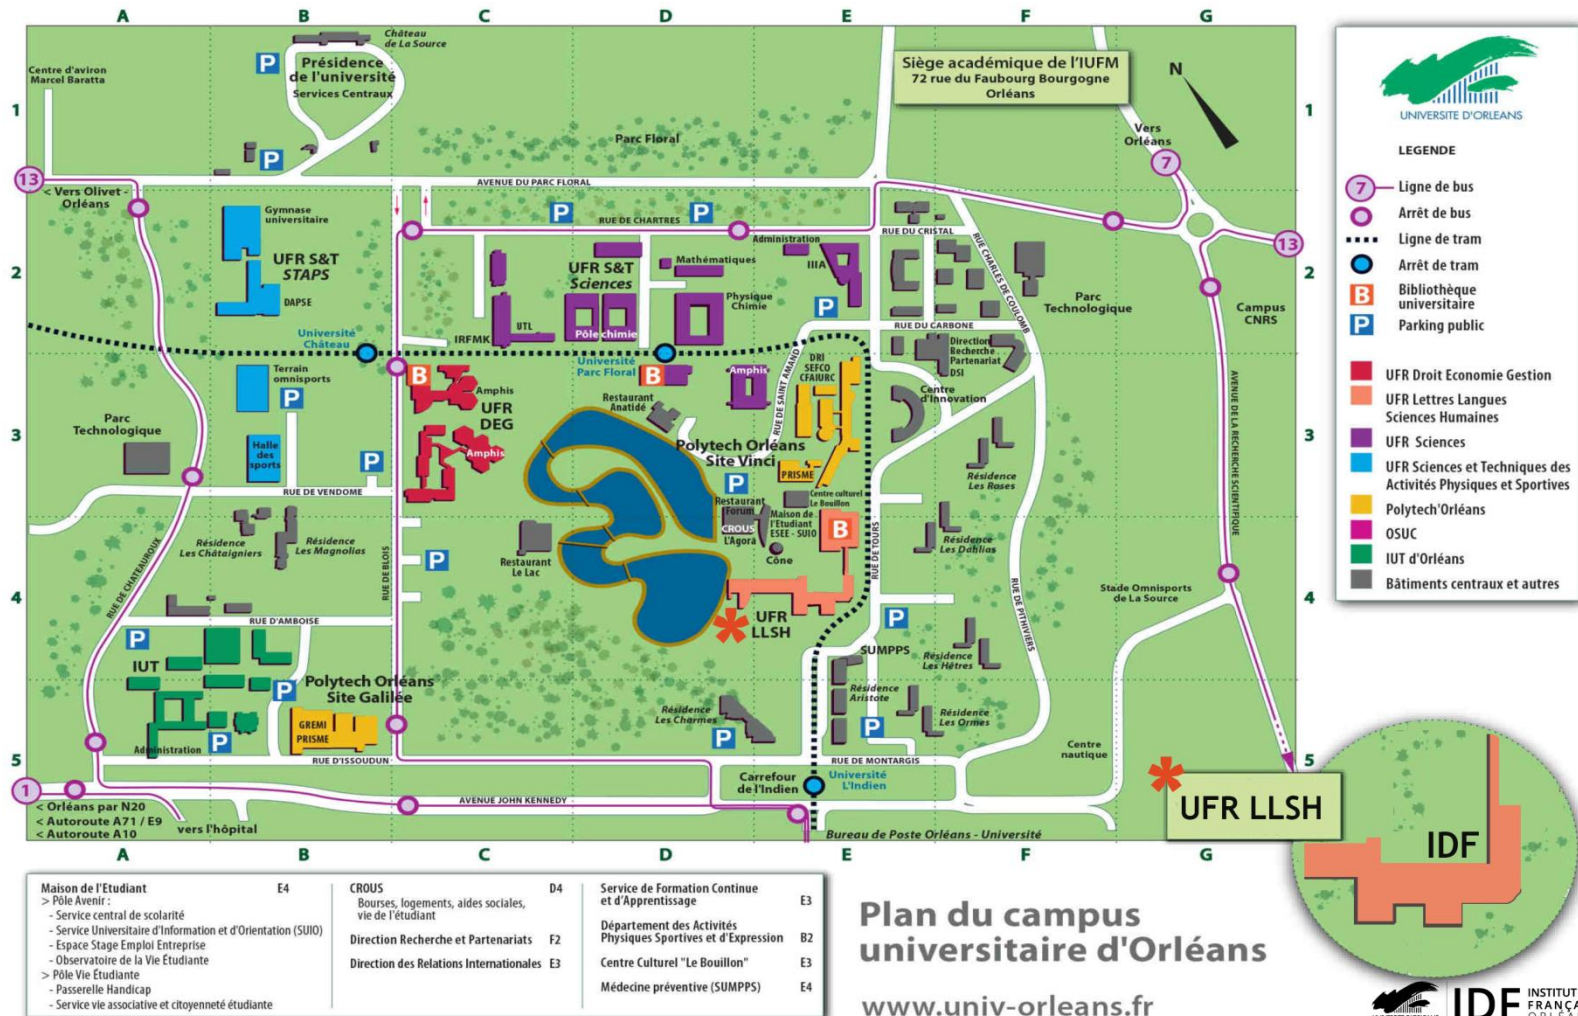 A B C D E F G
Château
de La Source
Centre d'aviron
Marcel Baratta
P
Présidence
de l'université
Services Centraux
Siège académique de l'IUFM
72 rue du Faubourg Bourgogne
Orléans
N
1
1
Parc Floral
Vers
Orléans
P
7
13
< Vers Olivet -
Orléans
AVENUE DU PARC FLORAL
Gymnase
universitaire
P
RUE DE CHARTRES
P
13
Administration
RUE DU CRISTAL
UFR S&T
STAPS
UFR S&T
Sciences
Mathématiques
IIIA
RUE CHARLES DE COULOMB
2
2
DAPSE
Physique
Chimie
P
Parc
Technologique
Campus
CNRS
UTL
Pôle chimie
RUE DU CARBONE
Université
Château
IRFMK
Université
Parc Floral
RUE DE SAINT AMAND
DRI
SEFCO
CFAIURC
Direction
Recherche
Partenariat
DSI
Terrain
omnisports
P
B
Amphis
UFR
DEG
B
Amphis
Restaurant
Anatidé
Centre
d'Innovation
AVENUE DE LA RECHERCHE SCIENTIFIQUE
Parc
Technologique
3
3
Halle
des
sports
P
Amphis
Polytech Orléans
Site Vinci
PRISME
P
Résidence
Les Roses
RUE DE VENDOME
Centre culturel
Le Bouillon
Restaurant
Forum
CROUS
L'Agora
Maison de
l'Etudiant
ESEE - SUIO
B
Cône
RUE DE TOURS
Résidence
Les Châtaigniers
Résidence
Les Magnolias
Résidence
Les Dahlias
RUE DE CHATEAUROUX
RUE DE BLOIS
P
Restaurant
Le Lac
RUE DE PITHIVIERS
Stade Omnisports
de La Source
4
4
RUE D'AMBOISE
*
UFR
LLSH
P
P
IUT
SUMPPS
Résidence
Les Hêtres
Polytech Orléans
Site Galilée
P
Résidence
Aristote
Résidence
Les Charmes
Résidence
Les Ormes
GREMI
PRISME
Administration
P
P
P
Centre
nautique
5
5
RUE D'ISSOUDUN
RUE DE MONTARGIS
1
Carrefour
de l'Indien
Université
L'Indien
AVENUE JOHN KENNEDY
< Orléans par N20
< Autoroute A71 / E9
< Autoroute A10
vers l'hôpital
Bureau de Poste Orléans - Université
A B C D E F G
UNIVERSITE D'ORLEANS
LEGENDE
7 Ligne de bus
Arrêt de bus
Ligne de tram
Arrêt de tram
B Bibliothèque
universitaire
P Parking public
UFR Droit Economie Gestion
UFR Lettres Langues
Sciences Humaines
UFR Sciences
UFR Sciences et Techniques des
Activités Physiques et Sportives
Polytech'Orléans
OSUC
IUT d'Orléans
Bâtiments centraux et autres
*
UFR LLSH
IDF
Maison de l'Etudiant E4
> Pôle Avenir :
- Service central de scolarité
- Service Universitaire d'Information et d'Orientation (SUIO)
- Espace Stage Emploi Entreprise
- Observatoire de la Vie Étudiante
> Pôle Vie Étudiante
- Passerelle Handicap
- Service vie associative et citoyenneté étudiante
CROUS D4
Bourses, logements, aides sociales,
vie de l'étudiant
Direction Recherche et Partenariats F2
Direction des Relations Internationales E3
Service de Formation Continue
et d'Apprentissage E3
Département des Activités
Physiques Sportives et d'Expression B2
Centre Culturel "Le Bouillon" E3
Médecine préventive (SUMPPS) E4
Plan du campus
universitaire d'Orléans
www.univ-orleans.fr
IDF
INSTITUT